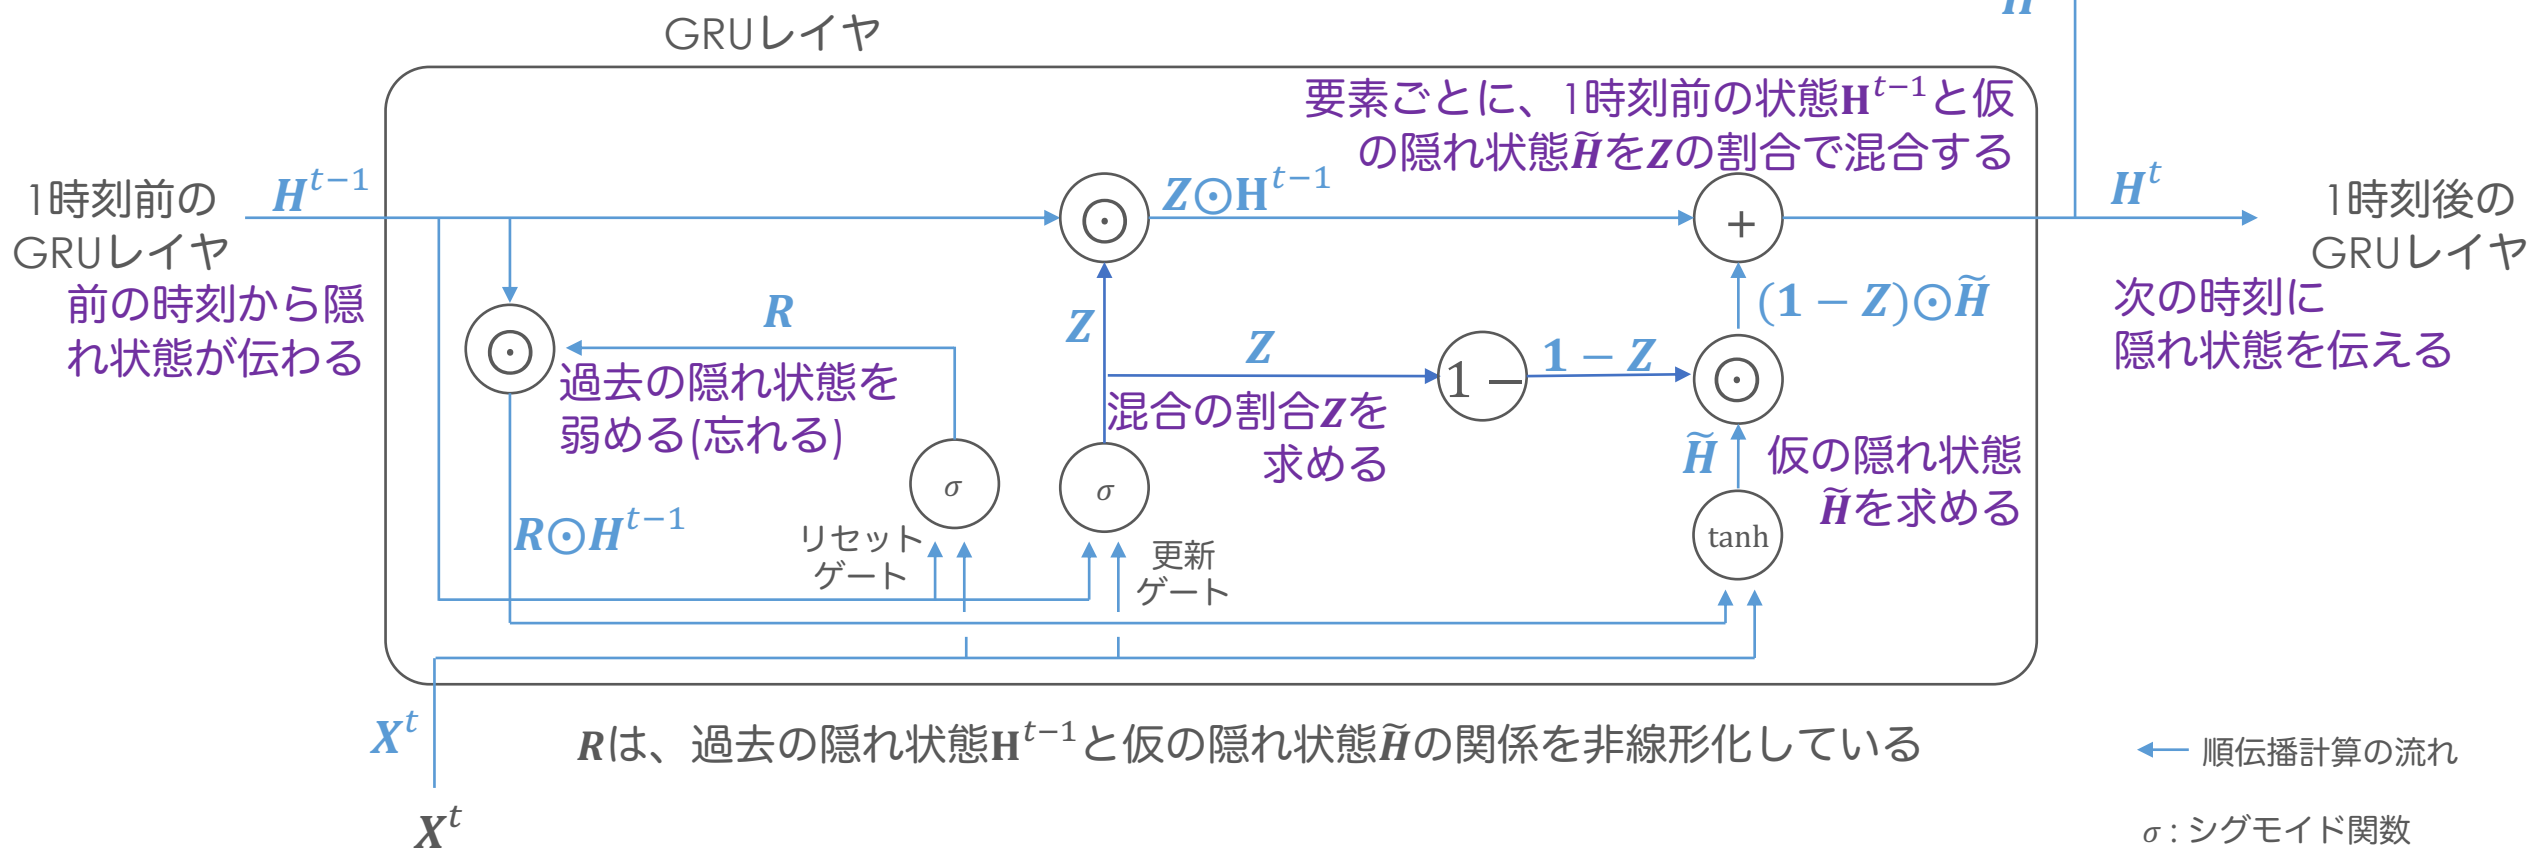 GRUレイヤ
H
要素ごとに、1時刻前の状態H^{t-1}と仮
の隠れ状態H̃をZの割合で混合する
1時刻前の
GRUレイヤ
H^{t-1}
前の時刻から隠
れ状態が伝わる
⊙
Z⊙H^{t-1}
+
H^t
1時刻後の
GRUレイヤ
次の時刻に
隠れ状態を伝える
⊙
R
過去の隠れ状態を
弱める(忘れる)
Z
Z
混合の割合Zを
求める
1 −
1 − Z
⊙
(1 − Z)⊙H̃
H̃
仮の隠れ状態
H̃を求める
R⊙H^{t-1}
σ
σ
tanh
リセット
ゲート
更新
ゲート
X^t
Rは、過去の隠れ状態H^{t-1}と仮の隠れ状態H̃の関係を非線形化している
X^t
順伝播計算の流れ
σ : シグモイド関数